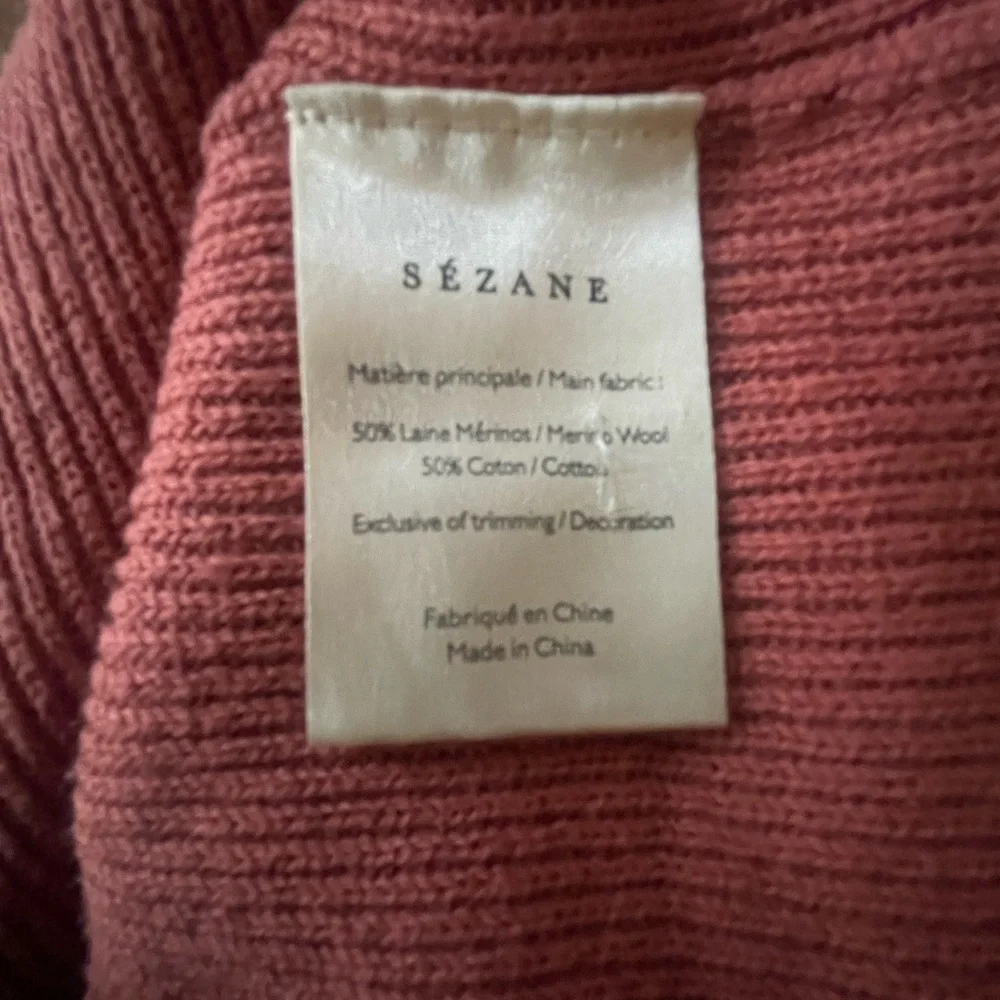 SÉZANE
Matière principale / Main fabric :
50% Laine Mérinos / Merino Wool
50% Coton / Cotton
Exclusive of trimming / Decoration
Fabriqué en Chine
Made in China